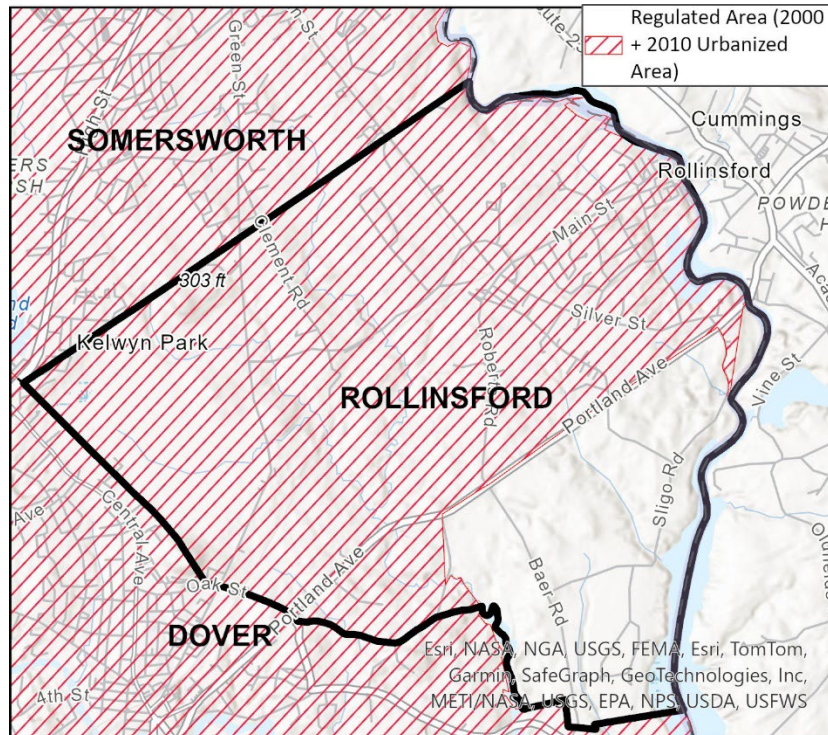 Regulated Area (2000
+ 2010 Urbanized
Area)
Green St
Cummings
SOMERSWORTH
Rollinsford
Main St
Clement Rd
303 ft
Silver St
Kelwyn Park
ROLLINSFORD
Portland Ave
Vine St
Sligo Rd
Central Ave
Ave
Portland Ave
Oak St
Baer Rd
DOVER
4th St
Esri, NASA, NGA, USGS, FEMA, Esri, TomTom,
Garmin, SafeGraph, GeoTechnologies, Inc,
METI/NASA, USGS, EPA, NPS, USDA, USFWS